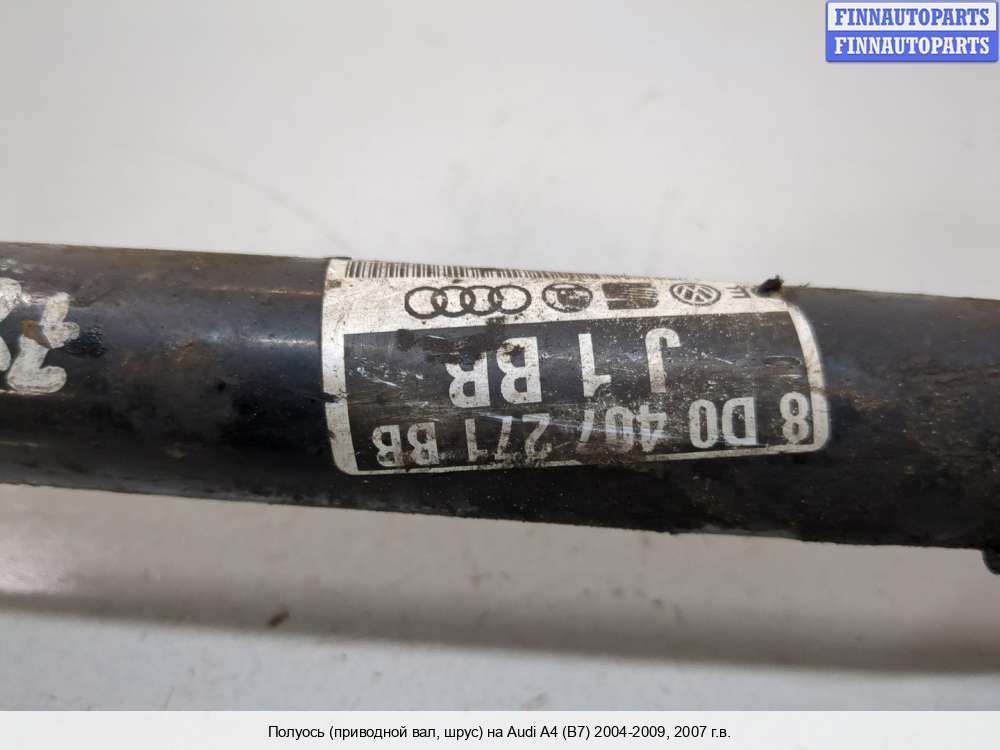 FINNAUTOPARTS
FINNAUTOPARTS
8 D0 407 271 BB
J 1 BR
Полуось (приводной вал, шрус) на Audi A4 (B7) 2004-2009, 2007 г.в.